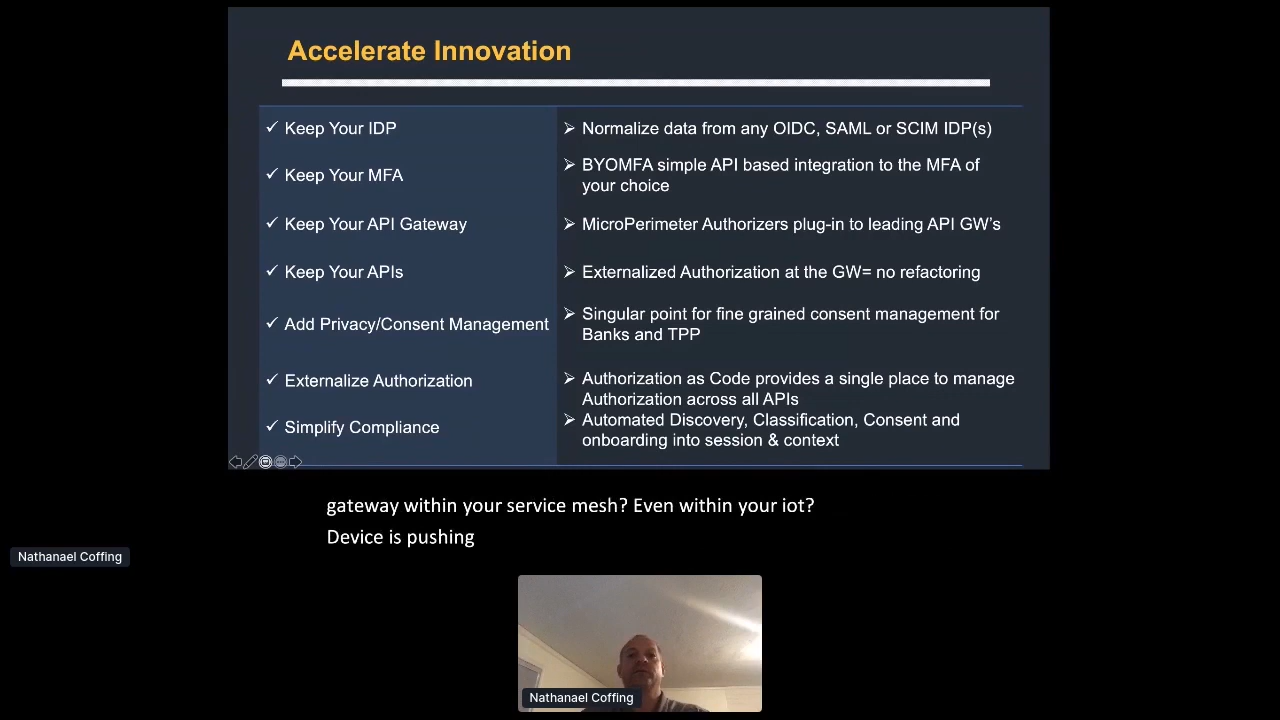 Accelerate Innovation
✓ Keep Your IDP
➢ Normalize data from any OIDC, SAML or SCIM IDP(s)
✓ Keep Your MFA
➢ BYOMFA simple API based integration to the MFA of
your choice
✓ Keep Your API Gateway
➢ MicroPerimeter Authorizers plug-in to leading API GW's
✓ Keep Your APIs
➢ Externalized Authorization at the GW= no refactoring
✓ Add Privacy/Consent Management
➢ Singular point for fine grained consent management for
Banks and TPP
✓ Externalize Authorization
➢ Authorization as Code provides a single place to manage
Authorization across all APIs
✓ Simplify Compliance
➢ Automated Discovery, Classification, Consent and
onboarding into session & context
gateway within your service mesh? Even within your iot?
Device is pushing
Nathanael Coffing
Nathanael Coffing